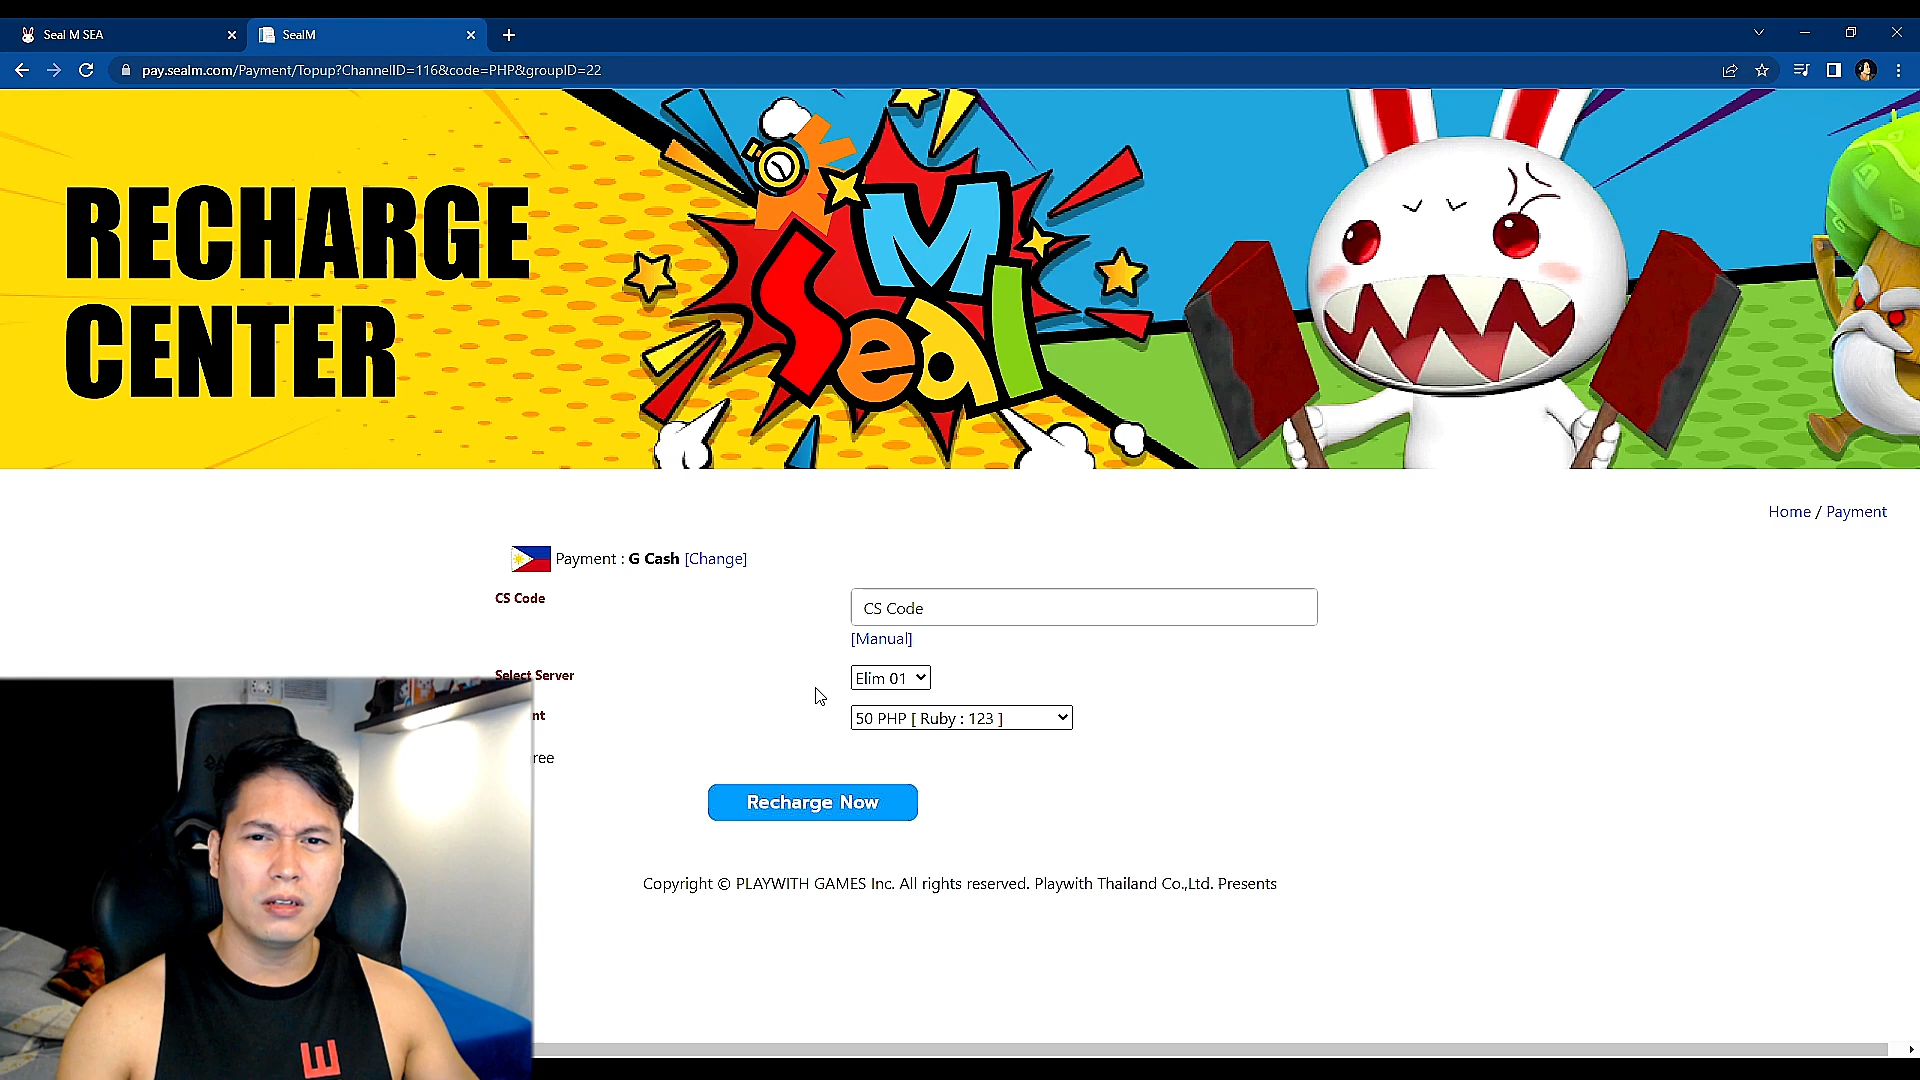 Seal M SEA
SealM
pay.sealm.com/Payment/Topup?ChannelID=116&code=PHP&groupID=22
RECHARGE
CENTER
M
Seal
Home / Payment
Payment : G Cash [Change]
CS Code
CS Code
[Manual]
Select Server
Elim 01
nt
50 PHP [ Ruby : 123 ]
ree
Recharge Now
Copyright © PLAYWITH GAMES Inc. All rights reserved. Playwith Thailand Co.,Ltd. Presents